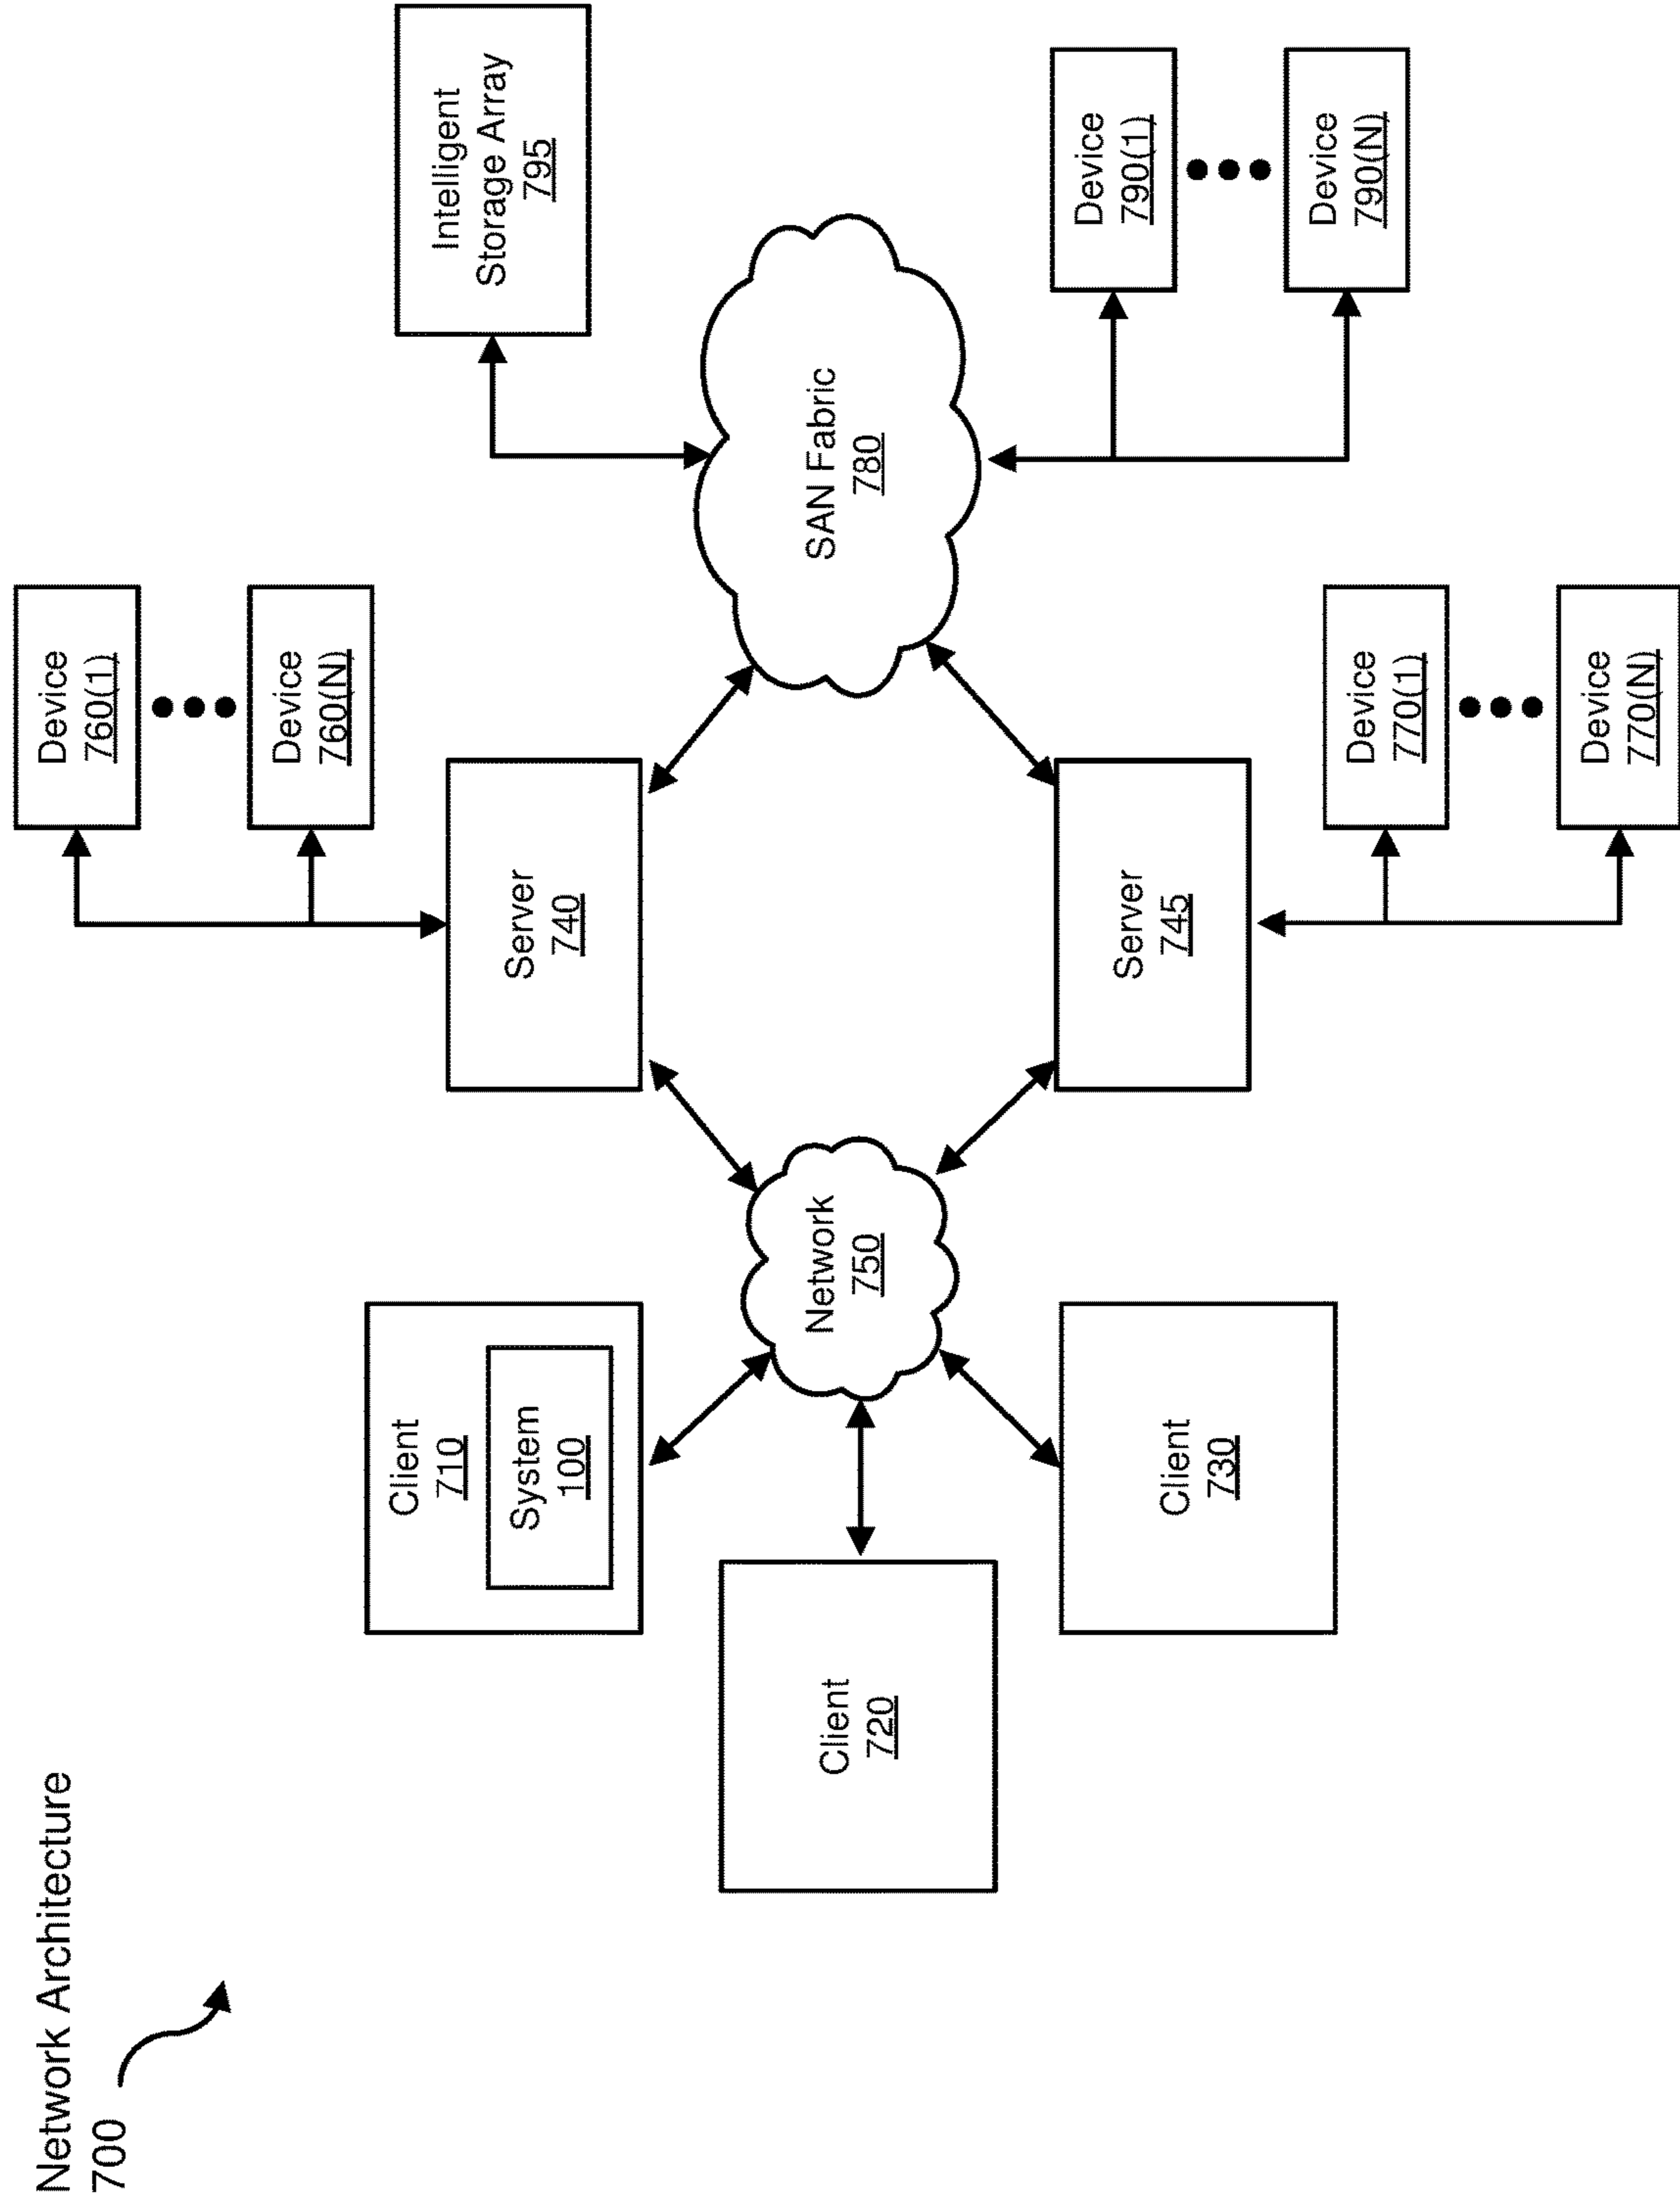 Network Architecture
700
Client
710
System
100
Client
720
Client
730
Network
750
Server
740
Server
745
Device
760(1)
Device
760(N)
Device
770(1)
Device
770(N)
SAN Fabric
780
Intelligent
Storage Array
795
Device
790(1)
Device
790(N)